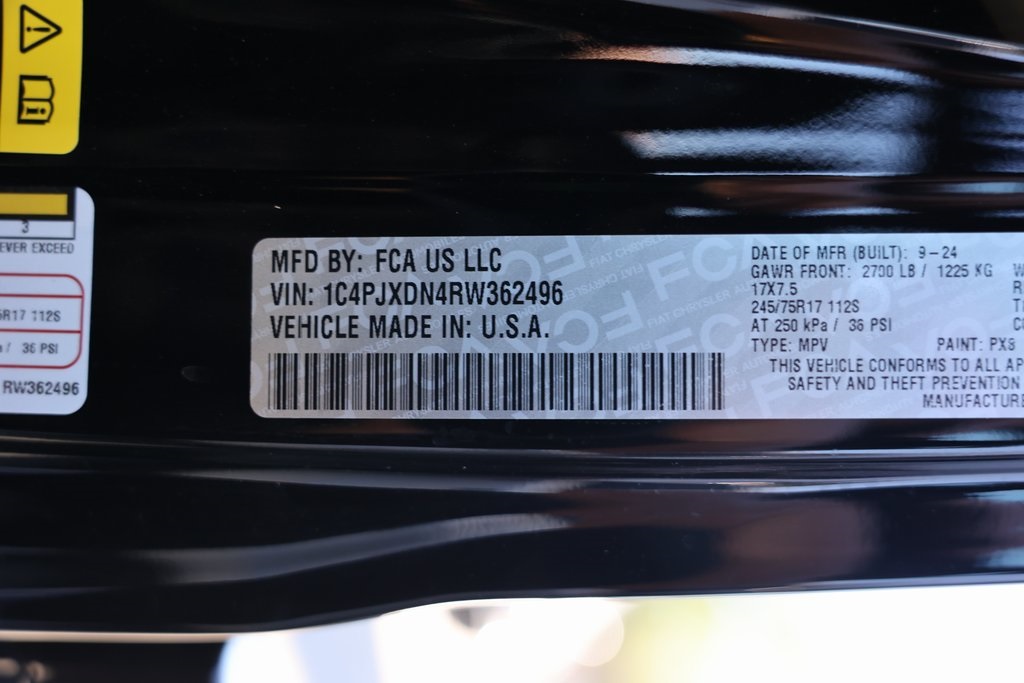 3
EVER EXCEED
5R17 112S
/ 36 PSI
RW362496
MFD BY: FCA US LLC
VIN: 1C4PJXDN4RW362496
VEHICLE MADE IN: U.S.A.
DATE OF MFR (BUILT): 9-24
GAWR FRONT: 2700 LB / 1225 KG
17X7.5
245/75R17 112S
AT 250 kPa / 36 PSI
TYPE: MPV PAINT: PX8
THIS VEHICLE CONFORMS TO ALL AP
SAFETY AND THEFT PREVENTION
MANUFACTURE